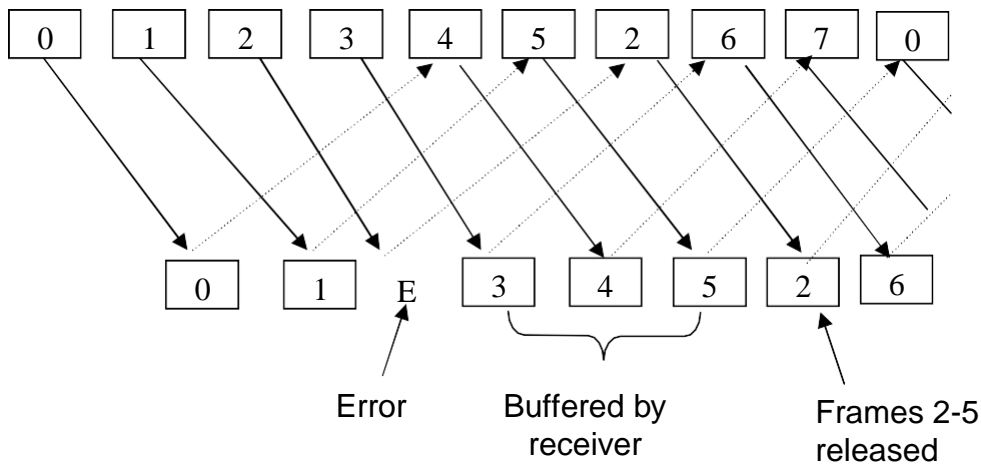 0 1 2 3 4 5 2 6 7 0
0 1 E 3 4 5 2 6
Error
Buffered by
receiver
Frames 2-5
released